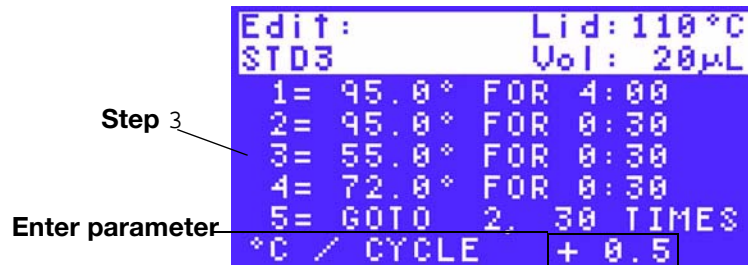 Edit: Lid:110°C
STD3 Vol: 20µL
1= 95.0° FOR 4:00
Step 3
2= 95.0° FOR 0:30
3= 55.0° FOR 0:30
4= 72.0° FOR 0:30
Enter parameter
5= GOTO 2, 30 TIMES
°C / CYCLE + 0.5